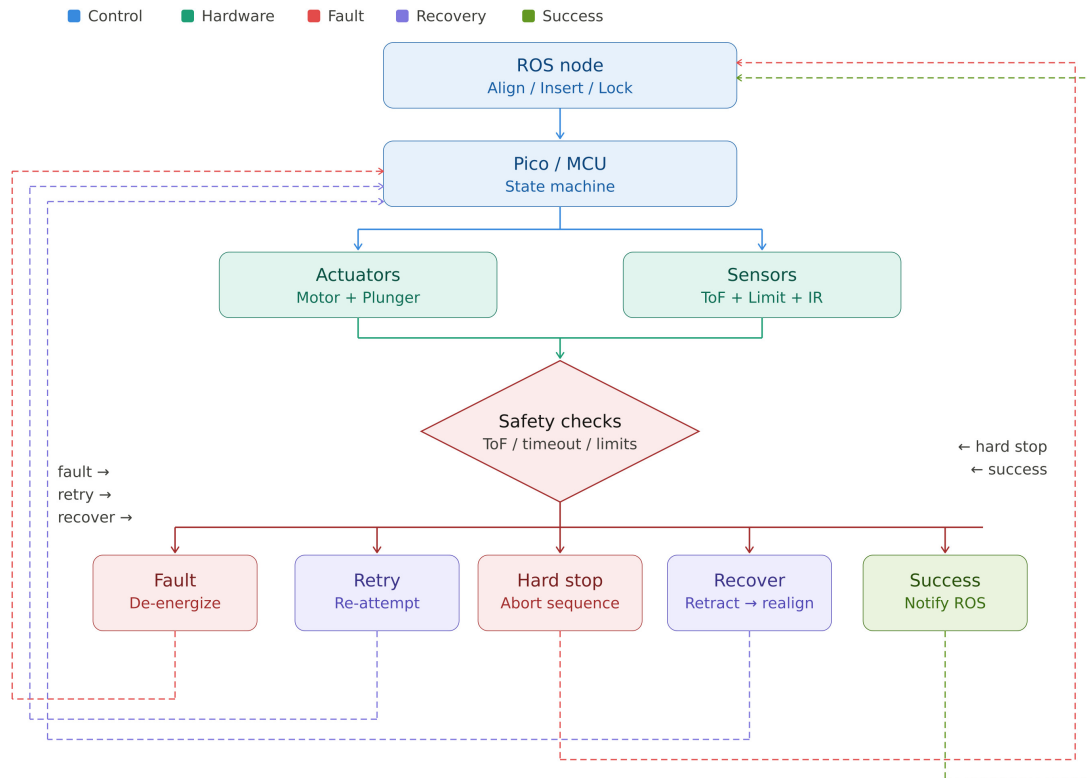 Control Hardware Fault Recovery Success
ROS node
Align / Insert / Lock
Pico / MCU
State machine
Actuators
Motor + Plunger
Sensors
ToF + Limit + IR
Safety checks
ToF / timeout / limits
← hard stop
← success
fault →
retry →
recover →
Fault
De-energize
Retry
Re-attempt
Hard stop
Abort sequence
Recover
Retract → realign
Success
Notify ROS